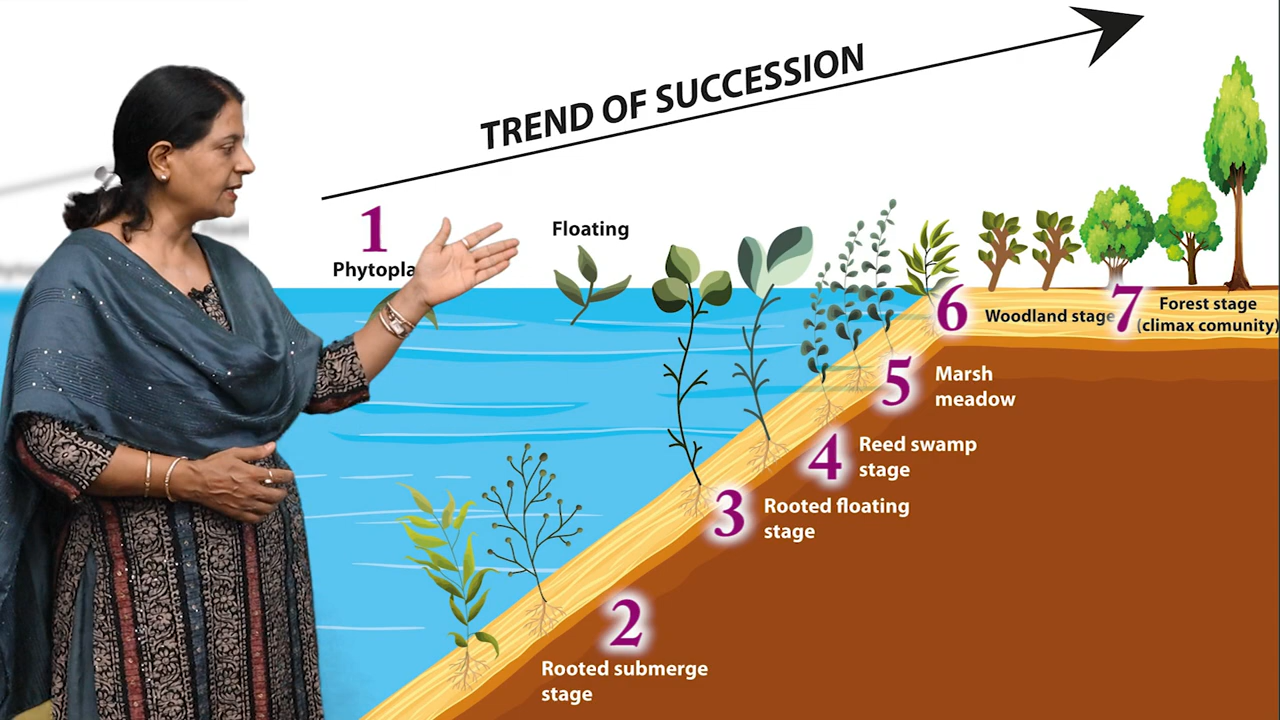 TREND OF SUCCESSION
1
Phytopla
Floating
6
Woodland stage
7
Forest stage
(climax comunity)
5
Marsh
meadow
4
Reed swamp
stage
3
Rooted floating
stage
2
Rooted submerge
stage